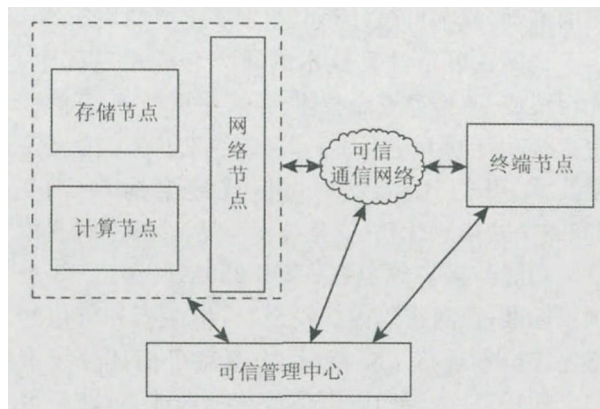 存储节点
计算节点
网络节点
可信
通信网络
终端节点
可信管理中心